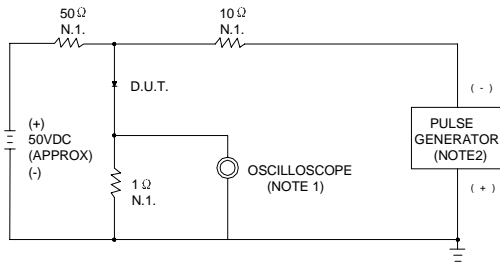 50Ω
N.1.
10Ω
N.1.
D.U.T.
( - )
(+)
50VDC
(APPROX)
(-)
PULSE
GENERATOR
(NOTE2)
1Ω
N.1.
OSCILLOSCOPE
(NOTE 1)
( + )